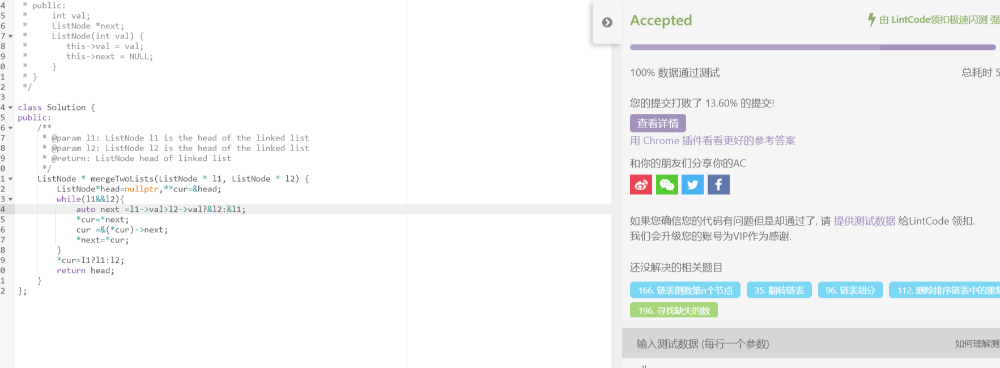 4 * public:
5 *     int val;
6 *     ListNode *next;
7 *     ListNode(int val) {
8 *        this->val = val;
9 *        this->next = NULL;
0 *     }
1 * }
2 */
3
4 class Solution {
5 public:
6     /**
7      * @param l1: ListNode l1 is the head of the linked list
8      * @param l2: ListNode l2 is the head of the linked list
9      * @return: ListNode head of linked list
0      */
1     ListNode * mergeTwoLists(ListNode * l1, ListNode * l2) {
2         ListNode*head=nullptr,**cur=&head;
3         while(l1&&l2){
4             auto next =l1->val>l2->val?&l2:&l1;
5             *cur=*next;
6             cur =&(*cur)->next;
7             *next=*cur;
8         }
9         *cur=l1?l1:l2;
0         return head;
1     }
2 };
Accepted
由 LintCode领扣极速闪测 强
100% 数据通过测试
总耗时 5
您的提交打败了 13.60% 的提交!
查看详情
用 Chrome 插件看看更好的参考答案
和你的朋友们分享你的AC
如果您确信您的代码有问题但是却通过了, 请 提供测试数据 给LintCode 领扣.
我们会升级您的账号为VIP作为感谢.
还没解决的相关题目
166. 链表倒数第n个节点
35. 翻转链表
96. 链表划分
112. 删除排序链表中的重复
196. 寻找缺失的数
输入测试数据 (每行一个参数)
如何理解测